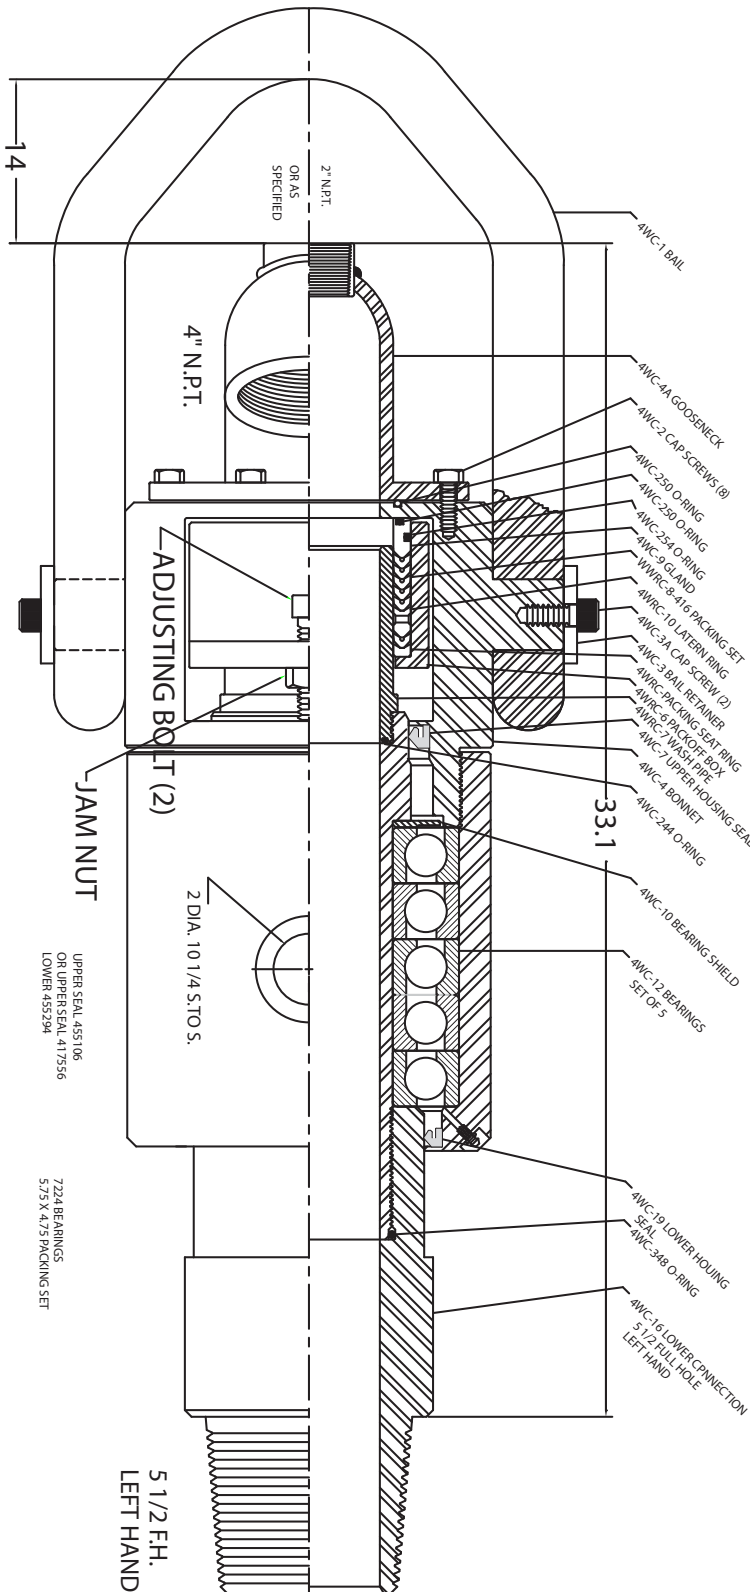 14
2" N.P.T.
OR AS
SPECIFIED
4" N.P.T.
4WC-1 BAIL
4WC-4A GOOSENECK
4WC-2 CAP SCREWS (8)
4WC-250 O-RING
4WC-250 O-RING
4WC-254 O-RING
4WC-9 GLAND
WWRC-8-416 PACKING SET
4WRC-10 LATERN RING
4WC-3A CAP SCREW (2)
4WC-3 BAIL RETAINER
4WRC-PACKING SEAT RING
4WRC-6 PACKOFF BOX
4WRC-7 WASH PIPE
4WC-7 UPPER HOUSING SEAL
4WC-4 BONNET
4WC-244 O-RING
33.1
ADJUSTING BOLT (2)
JAM NUT
4WC-10 BEARING SHIELD
4WC-12 BEARINGS
SET OF 5
2 DIA. 10 1/4 S.TO S.
UPPER SEAL 455106
OR UPPER SEAL 417556
LOWER 455294
7224 BEARINGS
5.75 X 4.75 PACKING SET
4WC-19 LOWER HOUING
SEAL
4WC-348 O-RING
4WC-16 LOWER CPNNECTION
5 1/2 FULL HOLE
LEFT HAND
5 1/2 F.H.
LEFT HAND